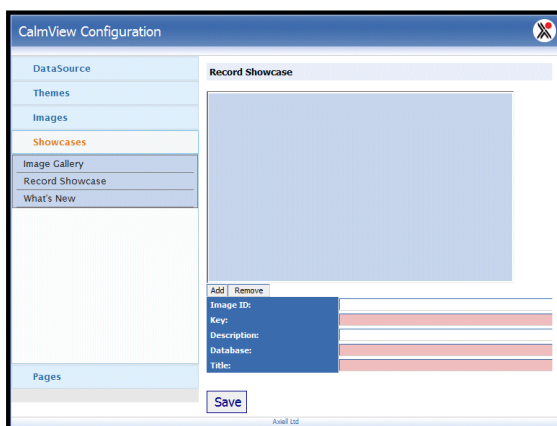 CalmView Configuration
DataSource
Themes
Images
Showcases
Image Gallery
Record Showcase
What's New
Pages
Record Showcase
Add Remove
Image ID:
Key:
Description:
Database:
Title:
Save
Axiell Ltd